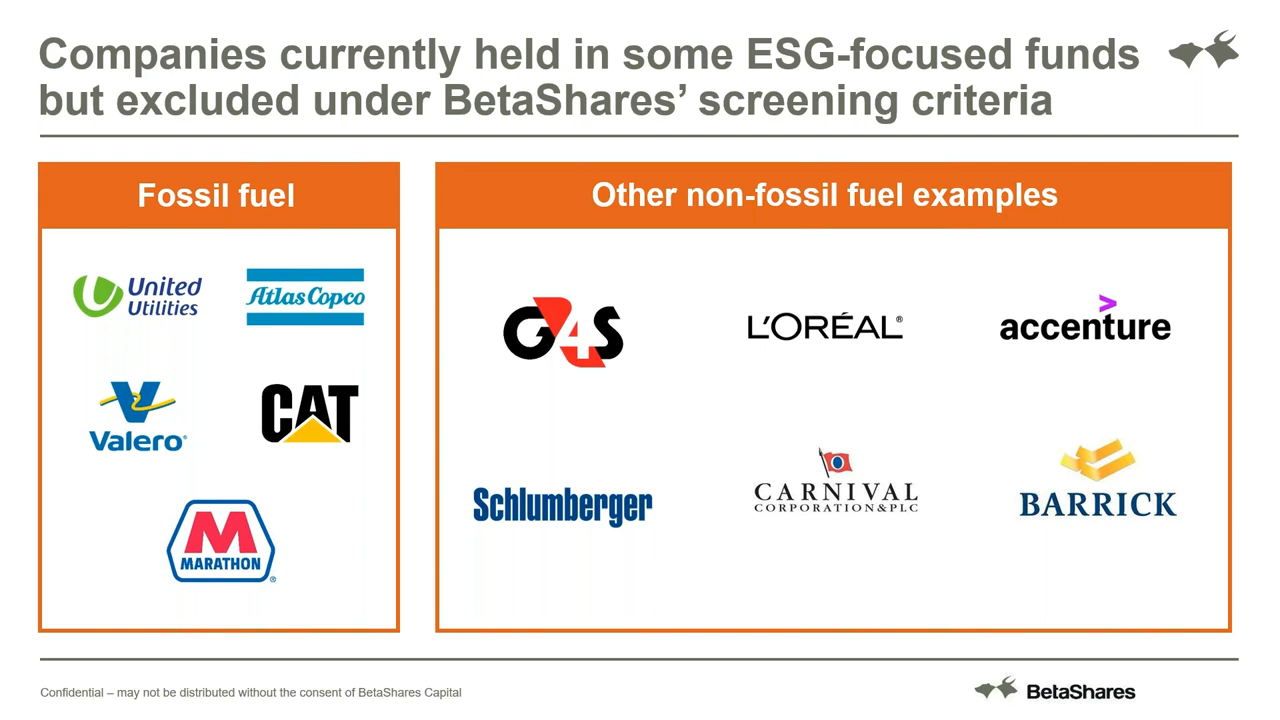 Companies currently held in some ESG-focused funds
but excluded under BetaShares’ screening criteria
Fossil fuel
United
Utilities
Atlas Copco
Valero®
CAT
M
MARATHON
®
Other non-fossil fuel examples
G4S
L’ORÉAL®
>
accenture
Schlumberger
CARNIVAL
CORPORATION&PLC
BARRICK
Confidential – may not be distributed without the consent of BetaShares Capital
BetaShares